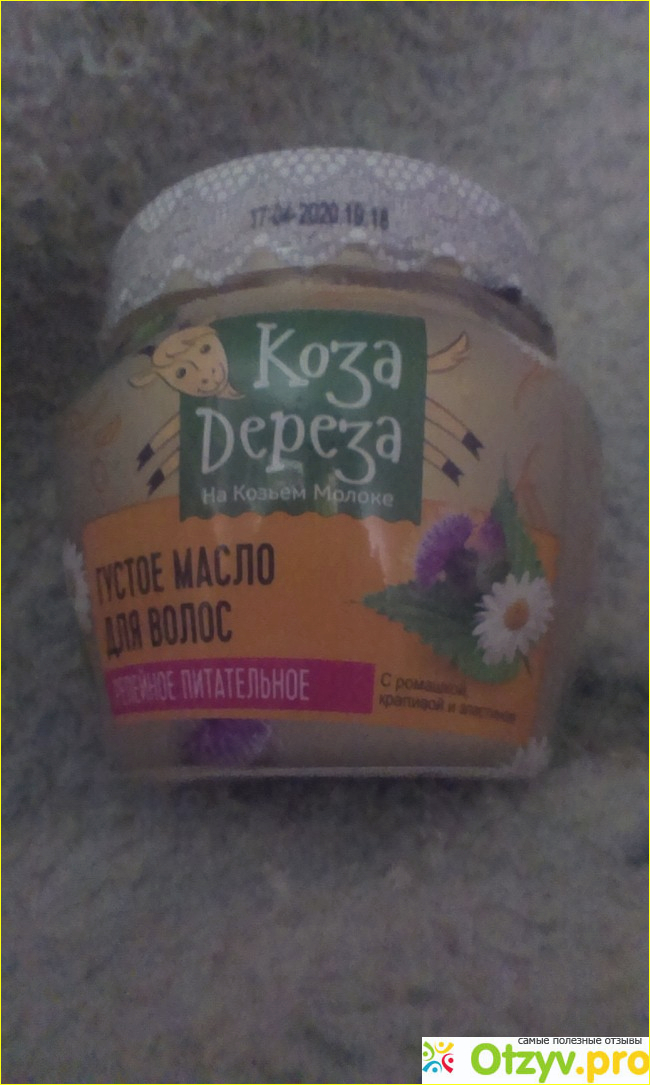 17-04-2020 19:18
Коза
Дереза
На Козьем Молоке
ГУСТОЕ МАСЛО
ДЛЯ ВОЛОС
ПИТАТЕЛЬНОЕ
С ромашкой,
крапивой и
самые полезные отзывы
Otzyv.pro